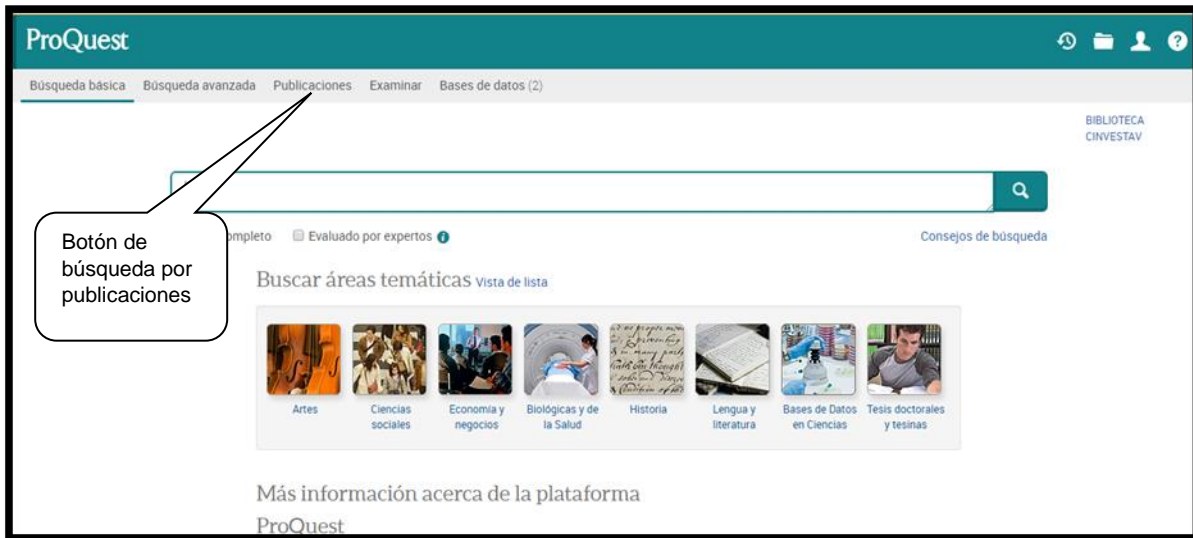 ProQuest
Búsqueda básica Búsqueda avanzada Publicaciones Examinar Bases de datos (2)
BIBLIOTECA
CINVESTAV
Botón de
búsqueda por
publicaciones
ompleto Evaluado por expertos
Consejos de búsqueda
Buscar áreas temáticas Vista de lista
Artes
Ciencias
sociales
Economía y
negocios
Biológicas y de
la Salud
Historia
Lengua y
literatura
Bases de Datos
en Ciencias
Tesis doctorales
y tesinas
Más información acerca de la plataforma
ProQuest